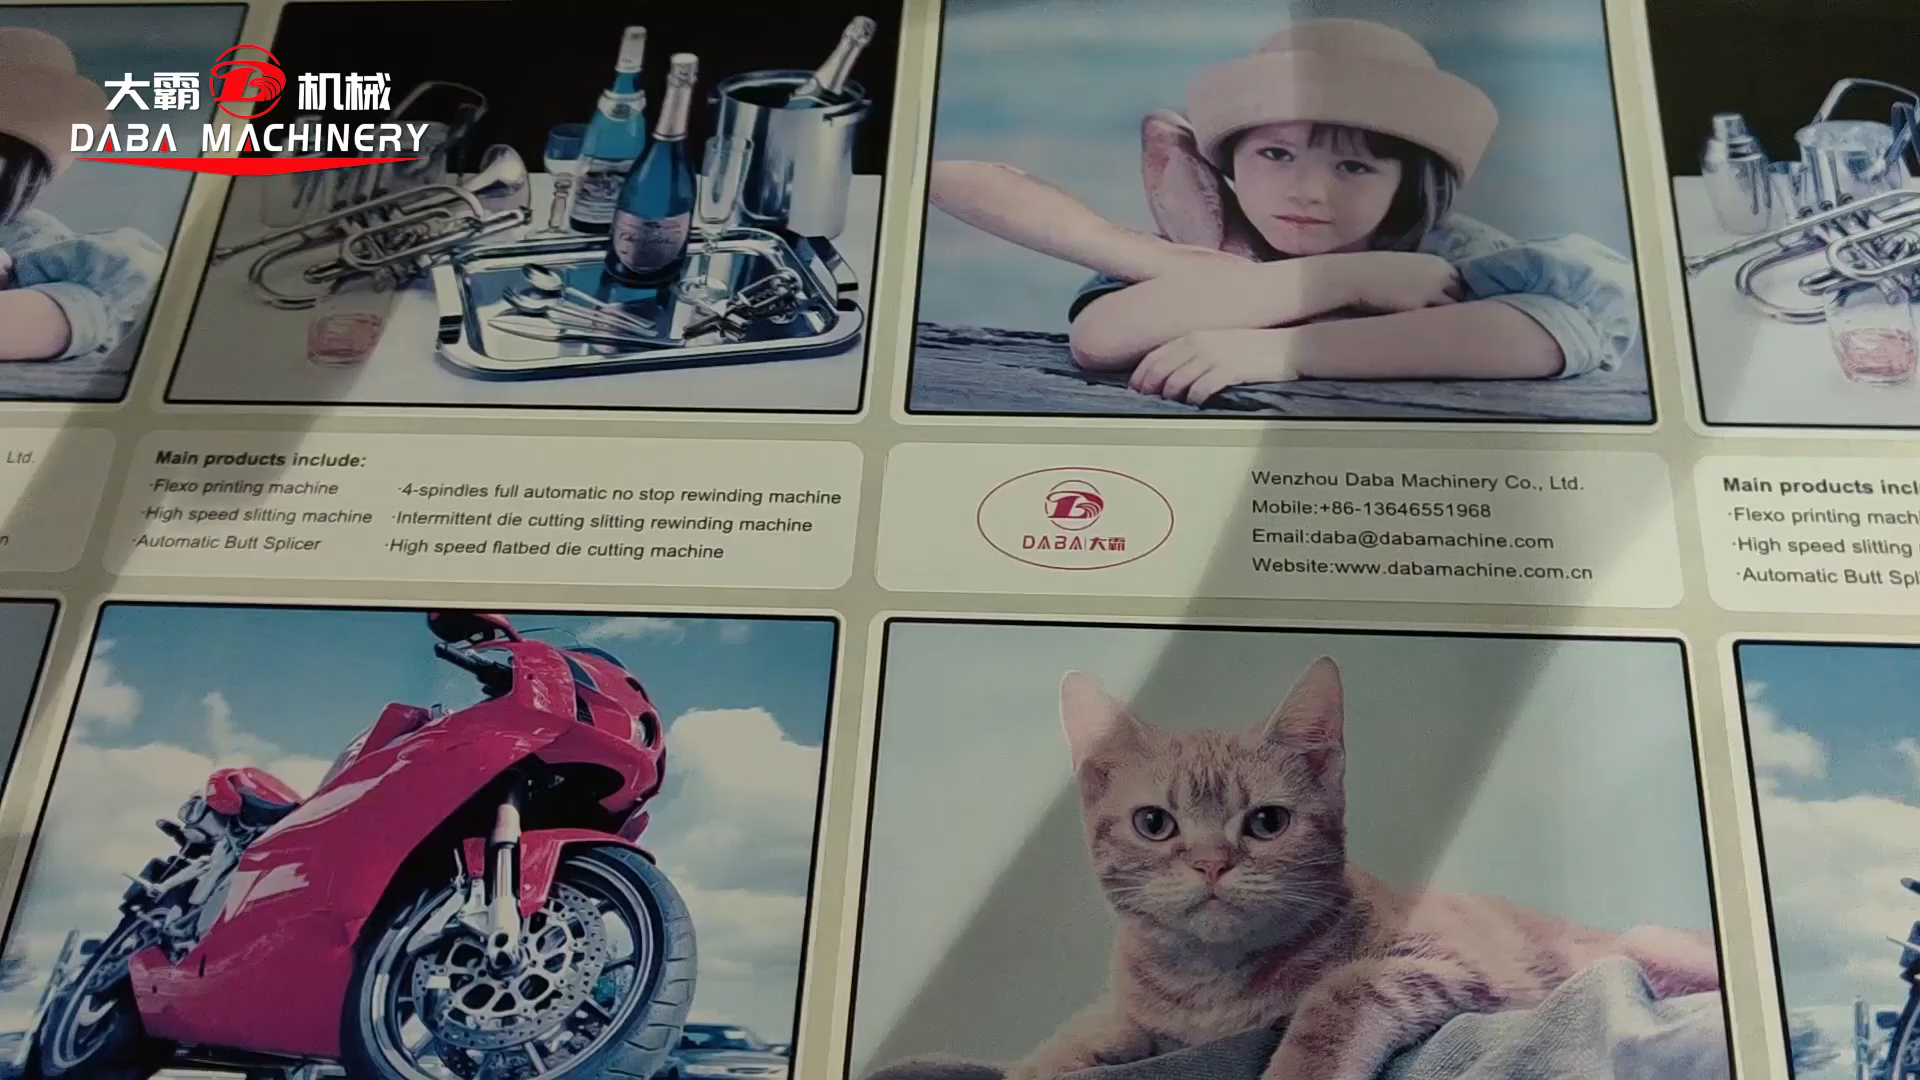 大霸 机械
DABA MACHINERY
Ltd.
Main products include:
·Flexo printing machine
·High speed slitting machine
·Automatic Butt Splicer
·4-spindles full automatic no stop rewinding machine
·Intermittent die cutting slitting rewinding machine
·High speed flatbed die cutting machine
DABA 大霸
Wenzhou Daba Machinery Co., Ltd.
Mobile:+86-13646551968
Email:daba@dabamachine.com
Website:www.dabamachine.com.cn
Main products incl
·Flexo printing mach
·High speed slitting
·Automatic Butt Spl